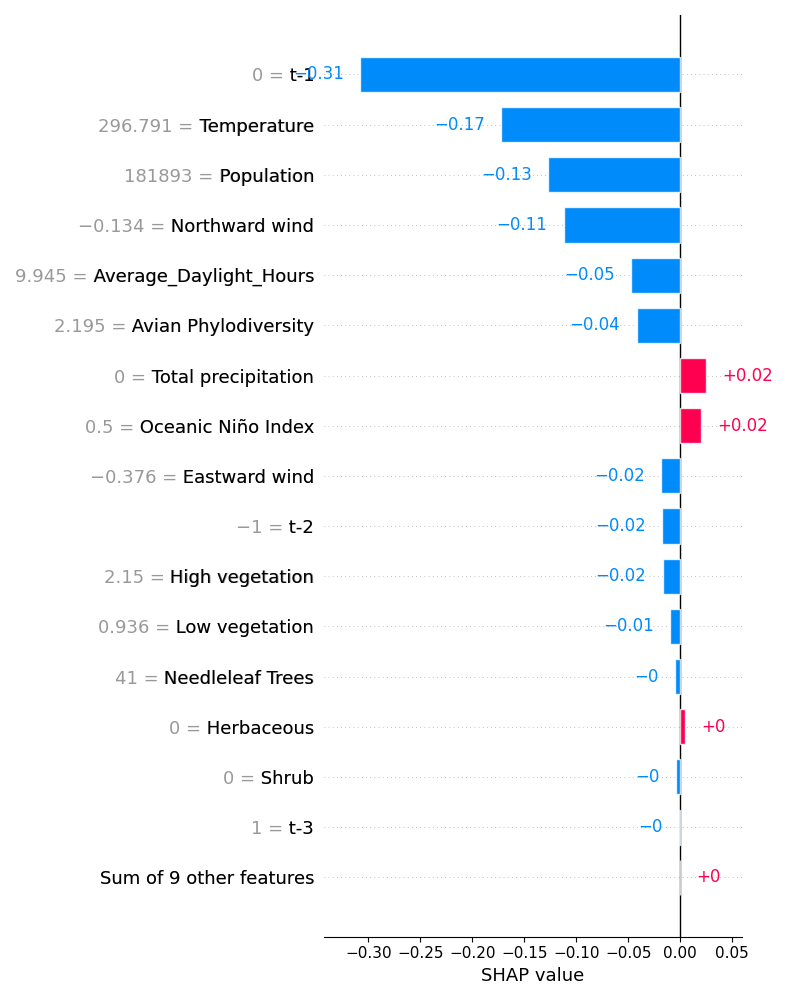 0 = t-1 −0.31
296.791 = Temperature −0.17
181893 = Population −0.13
−0.134 = Northward wind −0.11
9.945 = Average_Daylight_Hours −0.05
2.195 = Avian Phylodiversity −0.04
0 = Total precipitation +0.02
0.5 = Oceanic Niño Index +0.02
−0.376 = Eastward wind −0.02
−1 = t-2 −0.02
2.15 = High vegetation −0.02
0.936 = Low vegetation −0.01
41 = Needleleaf Trees −0
0 = Herbaceous +0
0 = Shrub −0
1 = t-3 −0
Sum of 9 other features +0
−0.30 −0.25 −0.20 −0.15 −0.10 −0.05 0.00 0.05
SHAP value